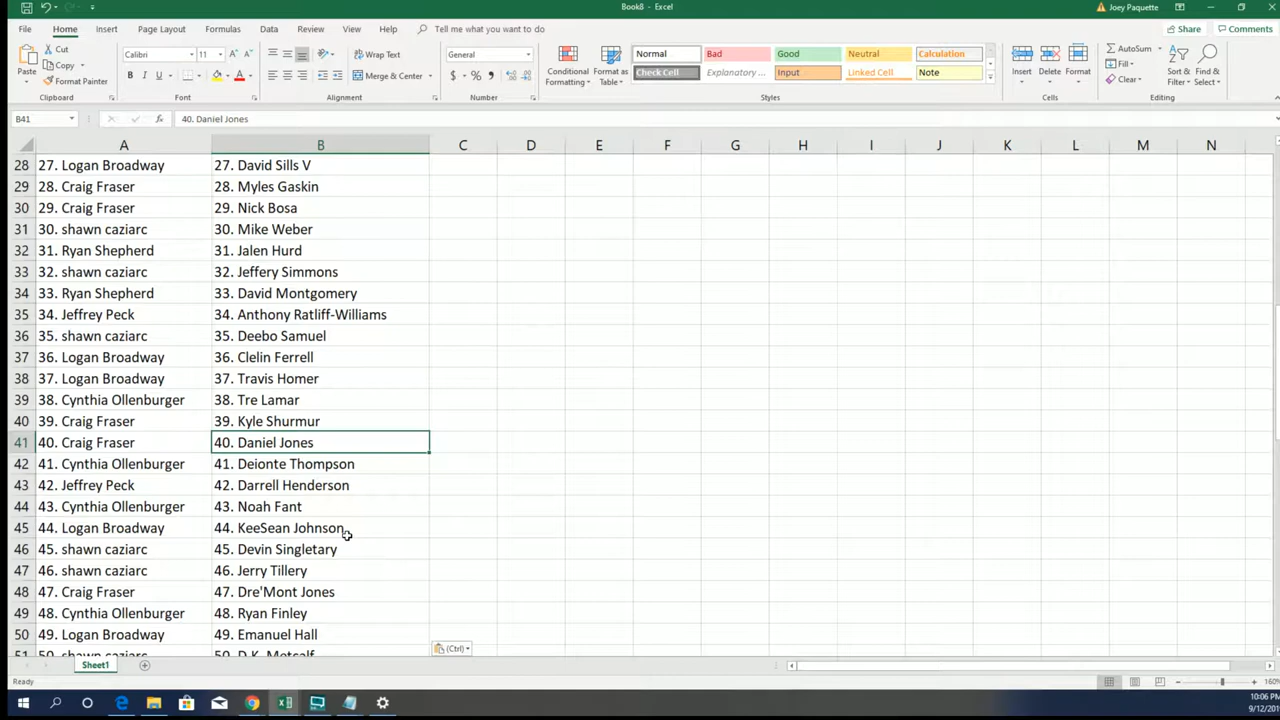 Book8 - Excel
Joey Paquette
File Home Insert Page Layout Formulas Data Review View Help Tell me what you want to do
Share Comments
Cut
Copy
Format Painter
Paste
Clipboard
Calibri 11
B I U
Font
Wrap Text
Merge & Center
Alignment
General
$ % ,
Number
Conditional Formatting
Format as Table
Normal Bad Good Neutral Calculation
Check Cell Explanatory ... Input Linked Cell Note
Styles
Insert Delete Format
Cells
AutoSum
Fill
Clear
Sort & Filter
Find & Select
Editing
B41 fx 40. Daniel Jones
A B C D E F G H I J K L M N
28 27. Logan Broadway 27. David Sills V
29 28. Craig Fraser 28. Myles Gaskin
30 29. Craig Fraser 29. Nick Bosa
31 30. shawn caziarc 30. Mike Weber
32 31. Ryan Shepherd 31. Jalen Hurd
33 32. shawn caziarc 32. Jeffery Simmons
34 33. Ryan Shepherd 33. David Montgomery
35 34. Jeffrey Peck 34. Anthony Ratliff-Williams
36 35. shawn caziarc 35. Deebo Samuel
37 36. Logan Broadway 36. Clelin Ferrell
38 37. Logan Broadway 37. Travis Homer
39 38. Cynthia Ollenburger 38. Tre Lamar
40 39. Craig Fraser 39. Kyle Shurmur
41 40. Craig Fraser 40. Daniel Jones
42 41. Cynthia Ollenburger 41. Deionte Thompson
43 42. Jeffrey Peck 42. Darrell Henderson
44 43. Cynthia Ollenburger 43. Noah Fant
45 44. Logan Broadway 44. KeeSean Johnson
46 45. shawn caziarc 45. Devin Singletary
47 46. shawn caziarc 46. Jerry Tillery
48 47. Craig Fraser 47. Dre'Mont Jones
49 48. Cynthia Ollenburger 48. Ryan Finley
50 49. Logan Broadway 49. Emanuel Hall
51 50. shawn caziarc 50. D.K. Metcalf
(Ctrl)
Sheet1
Ready
160%
10:06 PM